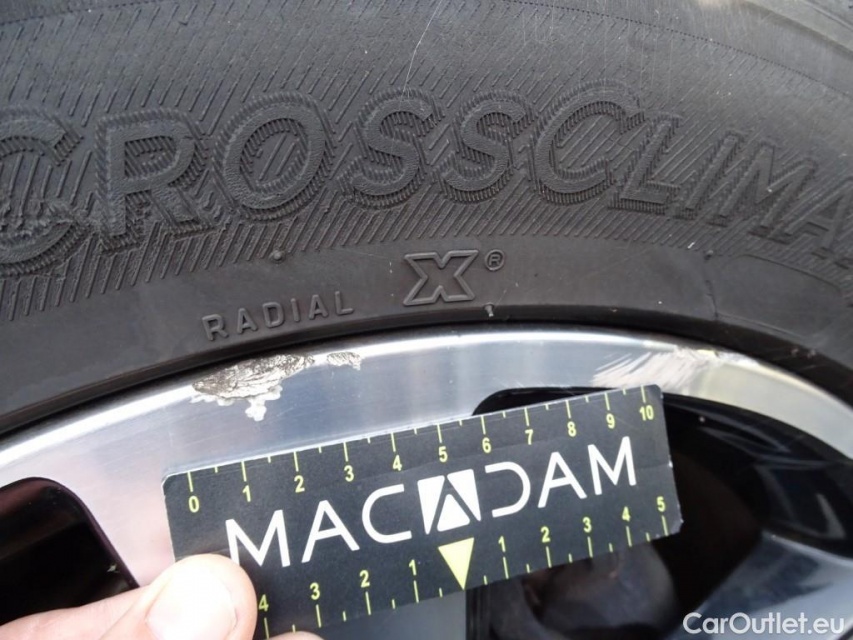 CROSSCLIMA
RADIAL X®
0 1 2 3 4 5 6 7 8 9 10
MACADAM
4 3 2 1 1 2 3 4 5
CarOutlet.eu